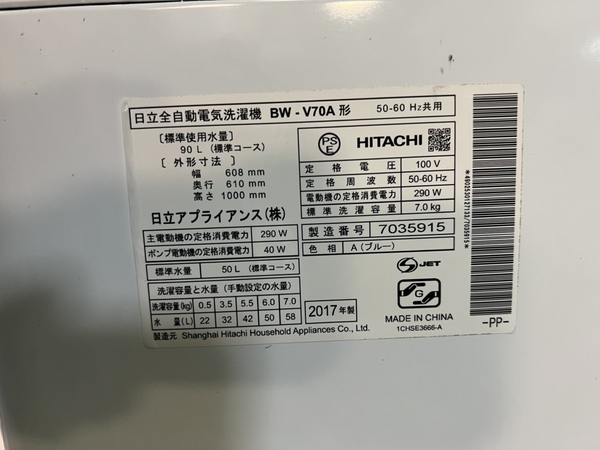 日立全自動電気洗濯機 BW-V70A 形 50-60 Hz共用
〔標準使用水量〕
90 L (標準コース)
〔 外形寸法 〕
幅 608 mm
奥行 610 mm
高さ 1000 mm
日立アプライアンス(株)
主電動機の定格消費電力 290 W
ポンプ電動機の定格消費電力 40 W
標準水量 50 L (標準コース)
洗濯容量と水量 (手動設定の水量)
洗濯容量(kg) 0.5 3.5 5.5 6.0 7.0
水 量(L) 22 32 42 50 58
製造元 Shanghai Hitachi Household Appliances Co., Ltd.
PS
E
HITACHI
定格電圧 100 V
定格周波数 50-60 Hz
電動機の定格消費電力 290 W
標準洗濯容量 7.0 kg
製造番号 7035915
色相 A (ブルー)
S JET
G
2017 年製
MADE IN CHINA
1CHSE3666-A
*4902530127133/7035915*
-PP-